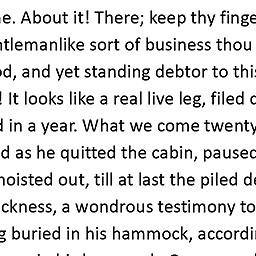 e. About it! There; keep thy finge
ntlemanlike sort of business thou
d, and yet standing debtor to this
! It looks like a real live leg, filed d
d in a year. What we come twenty
d as he quitted the cabin, paused
hoisted out, till at last the piled de
ckness, a wondrous testimony to
g buried in his hammock, accordin